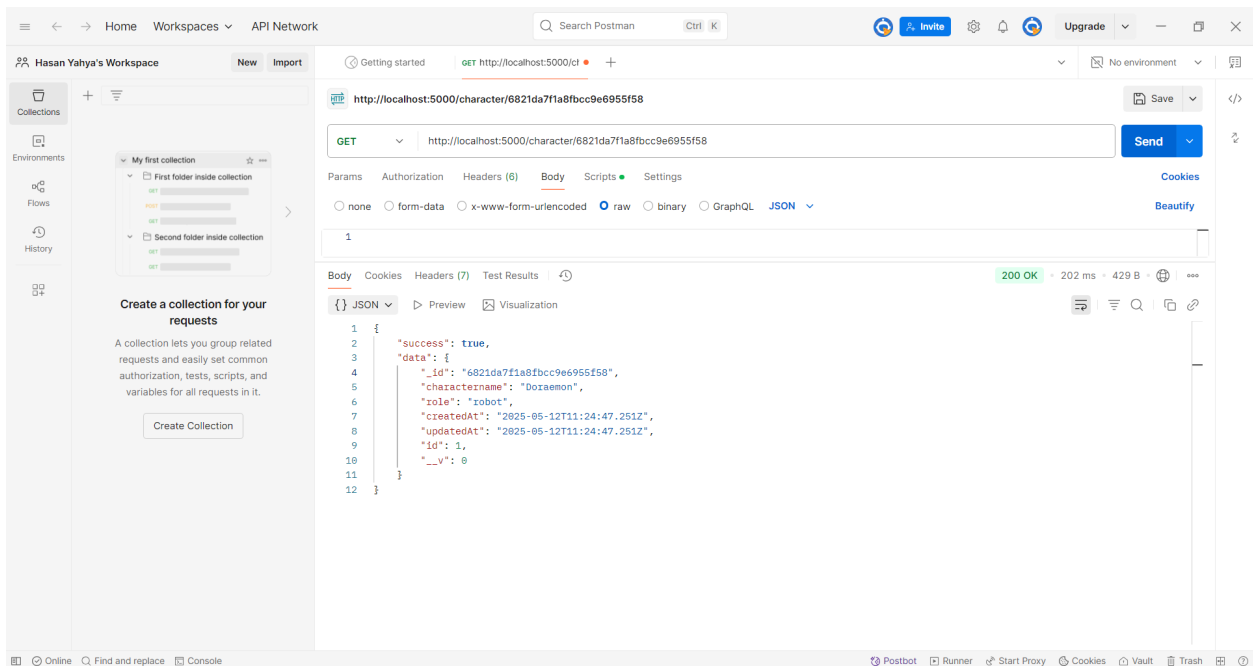 Home Workspaces API Network Search Postman Ctrl K Invite Upgrade
Hasan Yahya's Workspace New Import Getting started GET http://localhost:5000/cl No environment
Collections
Environments
Flows
History
My first collection
First folder inside collection
GET
POST
GET
Second folder inside collection
GET
GET
Create a collection for your
requests
A collection lets you group related
requests and easily set common
authorization, tests, scripts, and
variables for all requests in it.
Create Collection
HTTP http://localhost:5000/character/6821da7f1a8fbcc9e6955f58 Save
GET http://localhost:5000/character/6821da7f1a8fbcc9e6955f58 Send
Params Authorization Headers (6) Body Scripts Settings Cookies
none form-data x-www-form-urlencoded raw binary GraphQL JSON Beautify
1
Body Cookies Headers (7) Test Results 200 OK • 202 ms • 429 B
{} JSON Preview Visualization
1 {
2 "success": true,
3 "data": {
4 "_id": "6821da7f1a8fbcc9e6955f58",
5 "charactername": "Doraemon",
6 "role": "robot",
7 "createdAt": "2025-05-12T11:24:47.251Z",
8 "updatedAt": "2025-05-12T11:24:47.251Z",
9 "id": 1,
10 "__v": 0
11 }
12 }
Online Find and replace Console Postbot Runner Start Proxy Cookies Vault Trash